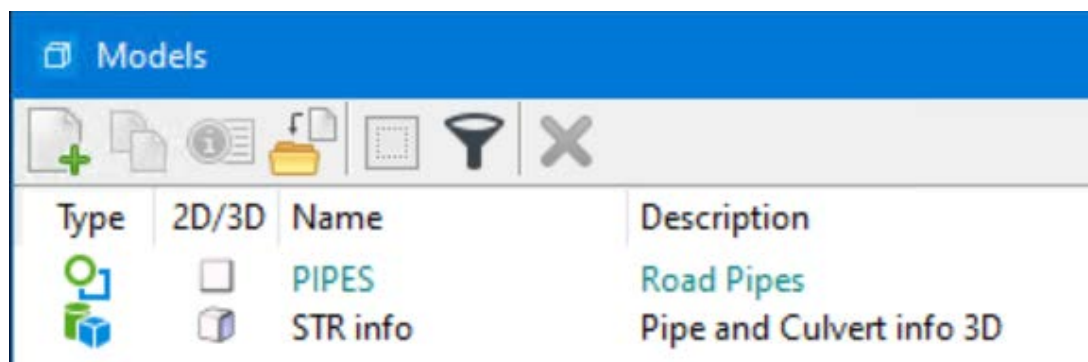 Models
Type 2D/3D Name Description
PIPES Road Pipes
STR info Pipe and Culvert info 3D